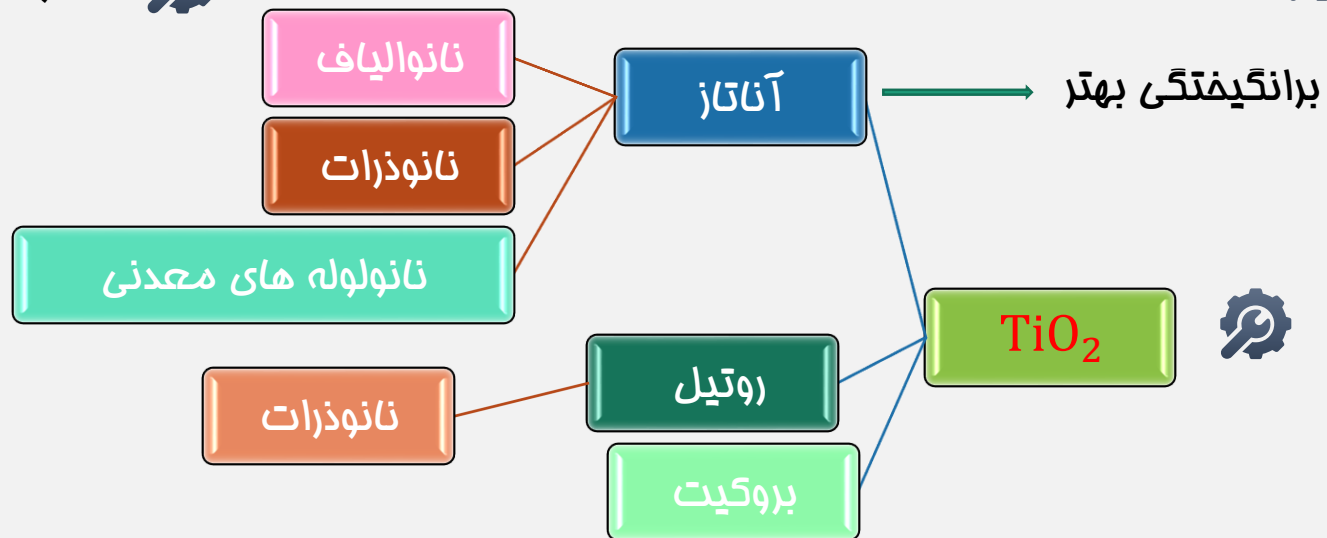 برانگیختگی بهتر
آناتاز
نانوالیاف
نانوذرات
نانولوله های معدنی
TiO₂
روتیل
نانوذرات
بروکیت